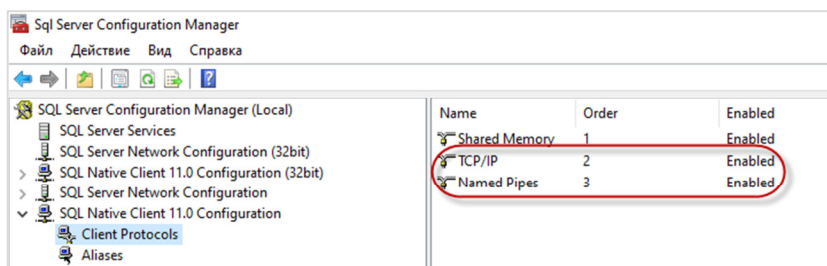 Sql Server Configuration Manager
Файл Действие Вид Справка
SQL Server Configuration Manager (Local)
SQL Server Services
SQL Server Network Configuration (32bit)
SQL Native Client 11.0 Configuration (32bit)
SQL Server Network Configuration
SQL Native Client 11.0 Configuration
Client Protocols
Aliases
Name Order Enabled
Shared Memory 1 Enabled
TCP/IP 2 Enabled
Named Pipes 3 Enabled